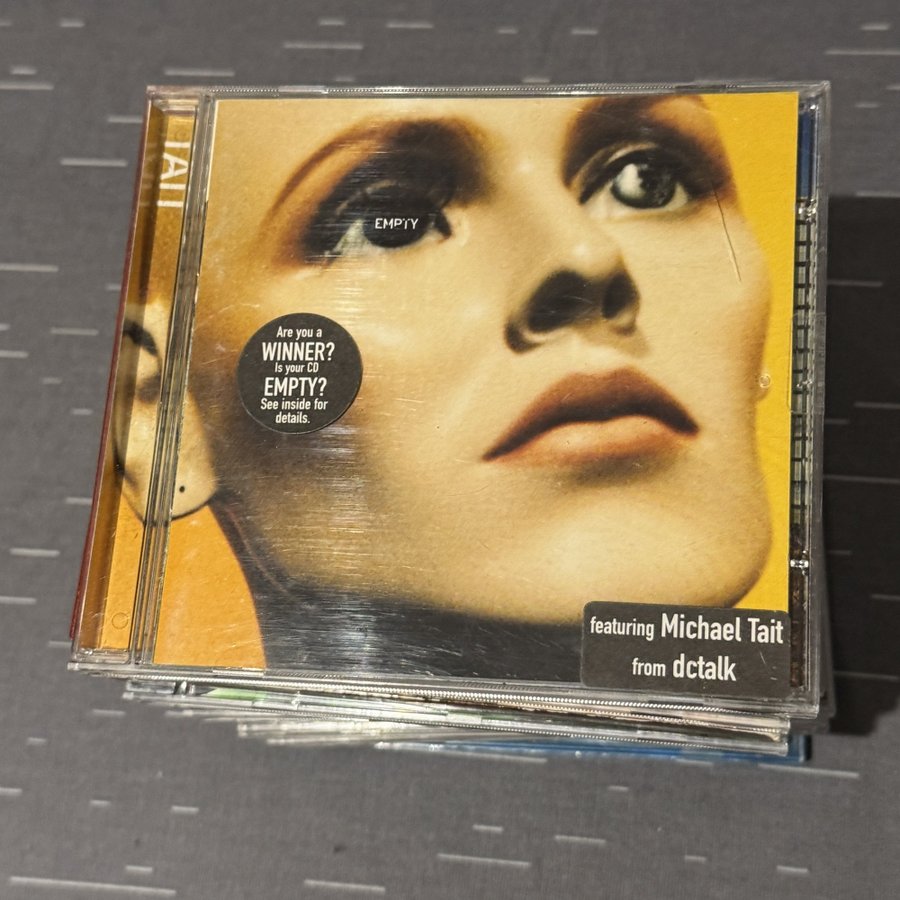 TAIT
EMPTY
Are you a
WINNER?
Is your CD
EMPTY?
See inside for
details.
featuring Michael Tait
from dctalk